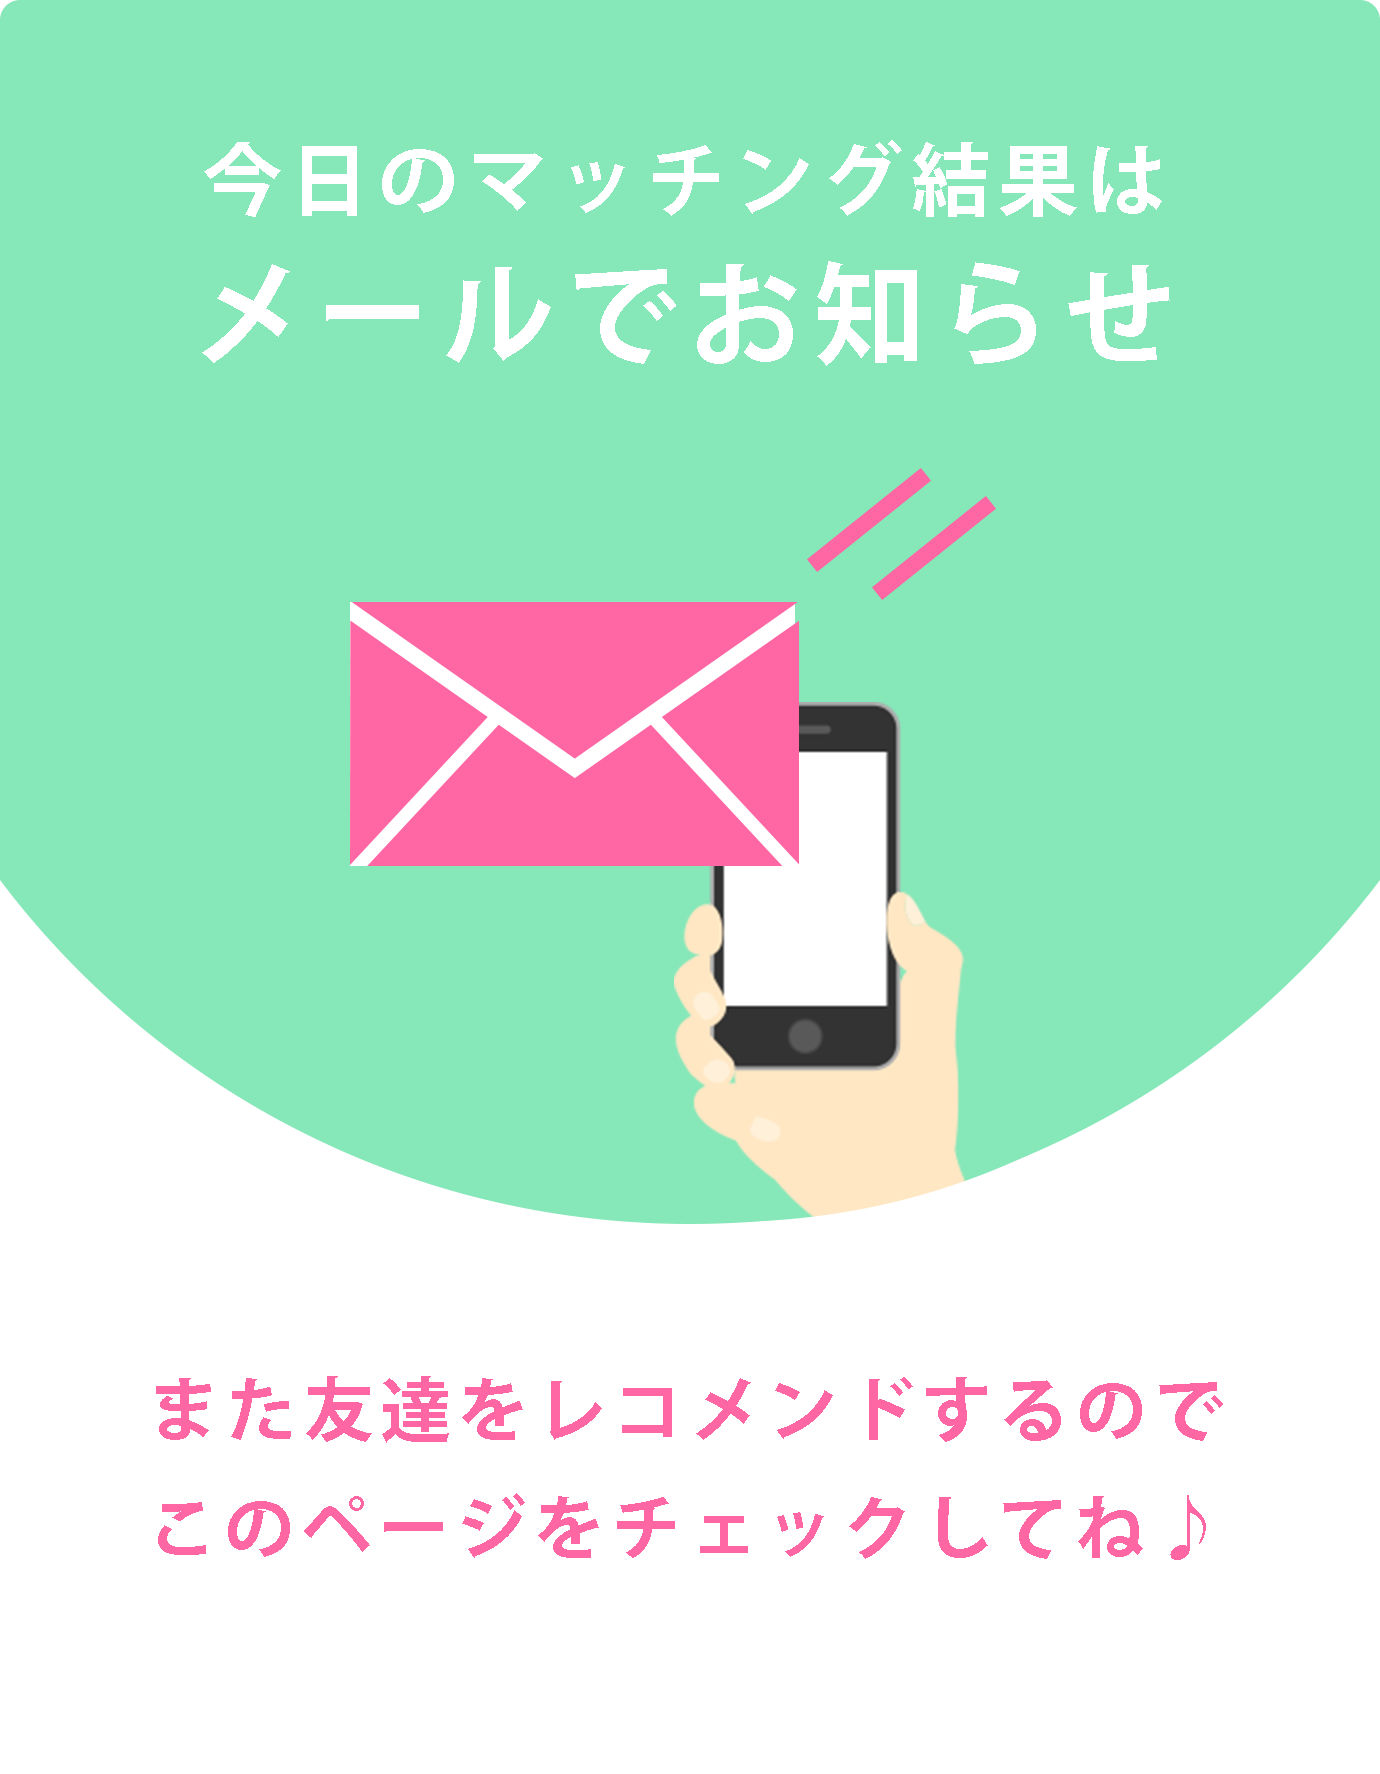 今日のマッチング結果は
メールでお知らせ
また友達をレコメンドするので
このページをチェックしてね♪